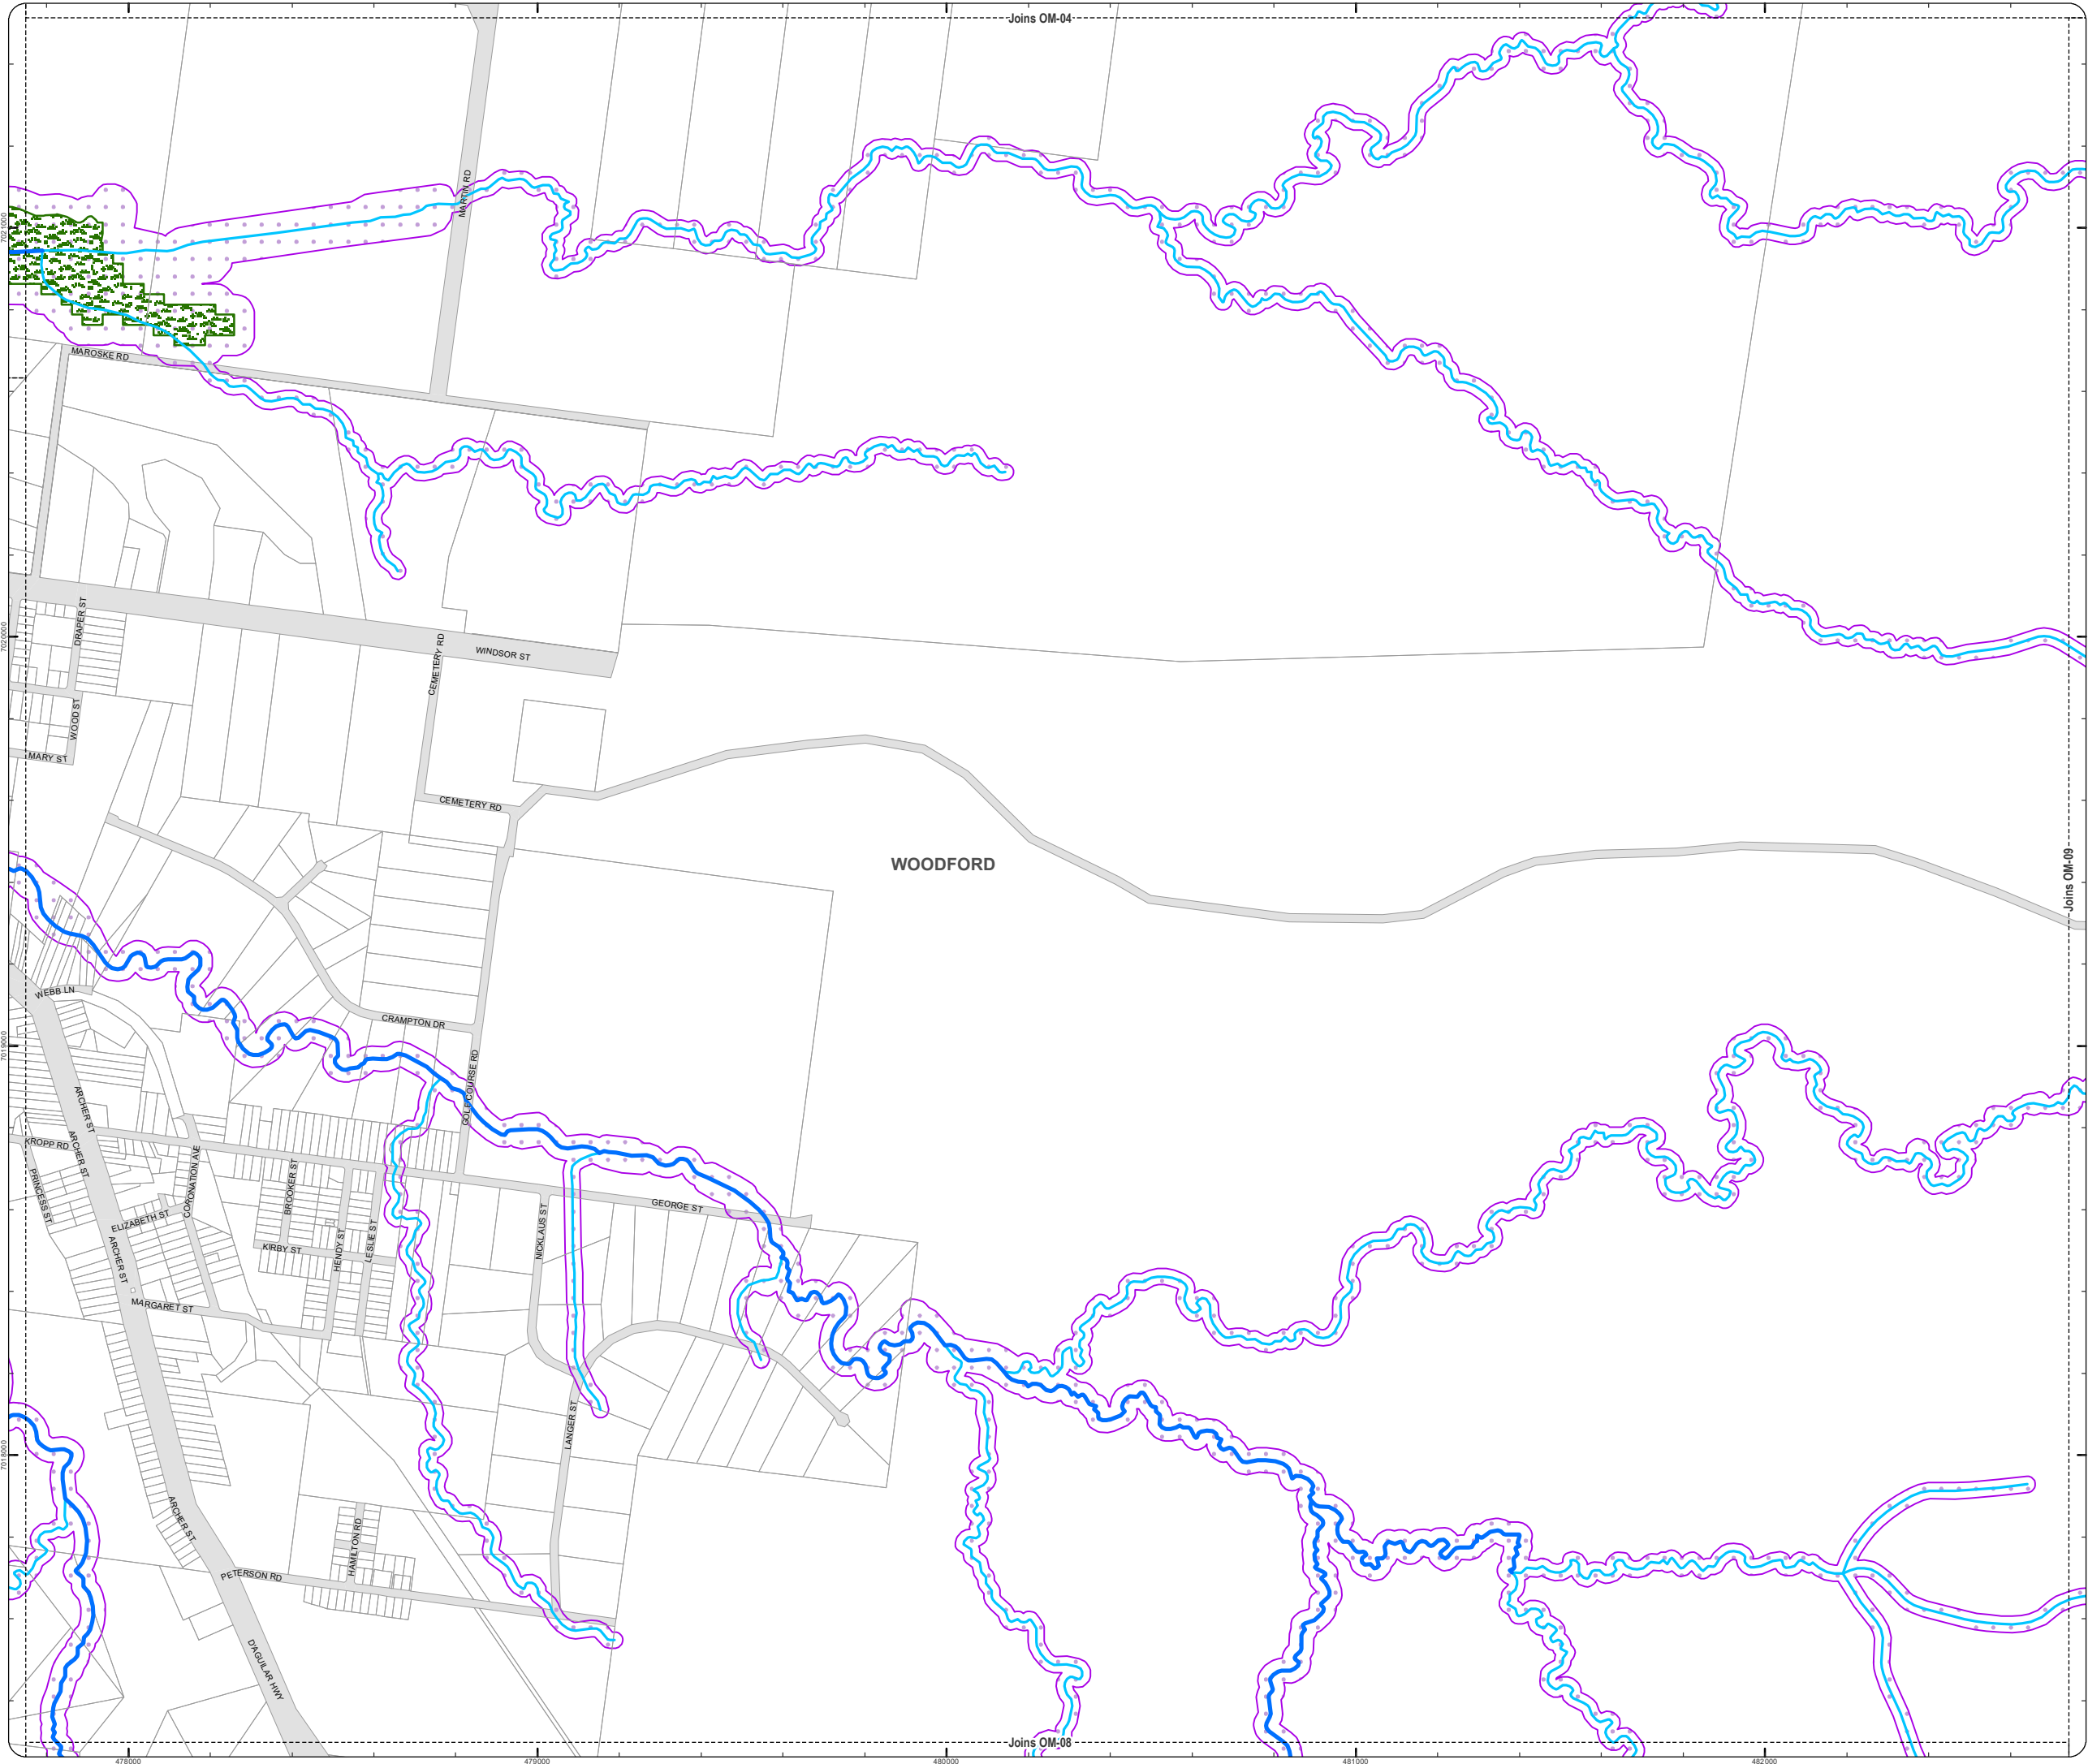 Joins OM-04
MARTIN RD
7021000
MAROSKE RD
DRAPER ST
7020000
CEMETERY RD
WINDSOR ST
WOOD ST
MARY ST
CEMETERY RD
WOODFORD
Joins OM-09
WEBB LN
CRAMPTON DR
7019000
GOLF COURSE RD
ARCHER ST
KROPP RD
ARCHER ST
CORONATION AVE
PRINCESS ST
BROOKER ST
GEORGE ST
ELIZABETH ST
NICKLAUS ST
LESLIE ST
HENDY ST
KIRBY ST
ARCHER ST
MARGARET ST
LANGER ST
7018000
ARCHER ST
HAMILTON RD
PETERSON RD
D'AGUILAR HWY
Joins OM-08
478000
479000
480000
481000
482000